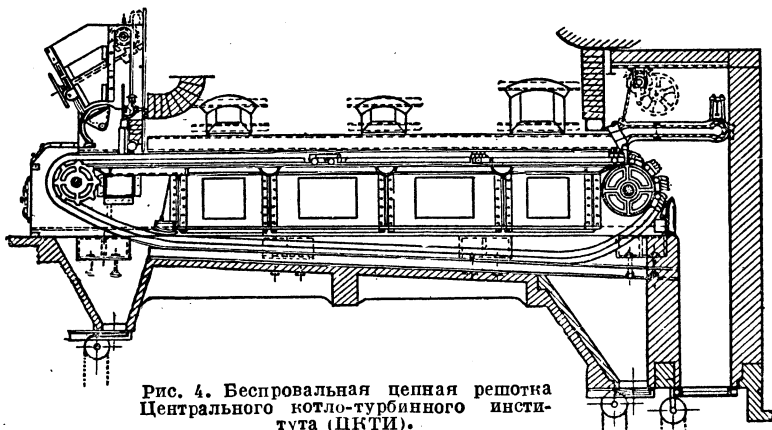 Рис. 4. Беспровальная цепная решотка
Центрального котло-турбинного инсти-
тута (ЦКТИ).